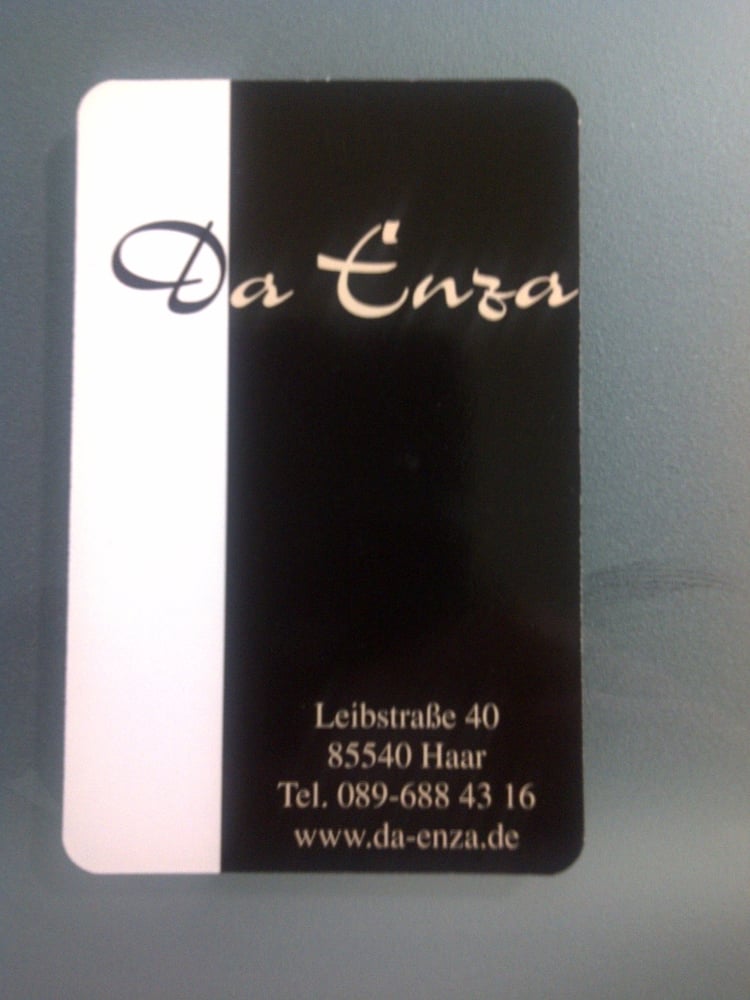 Da Enza
Leibstraße 40
85540 Haar
Tel. 089-688 43 16
www.da-enza.de